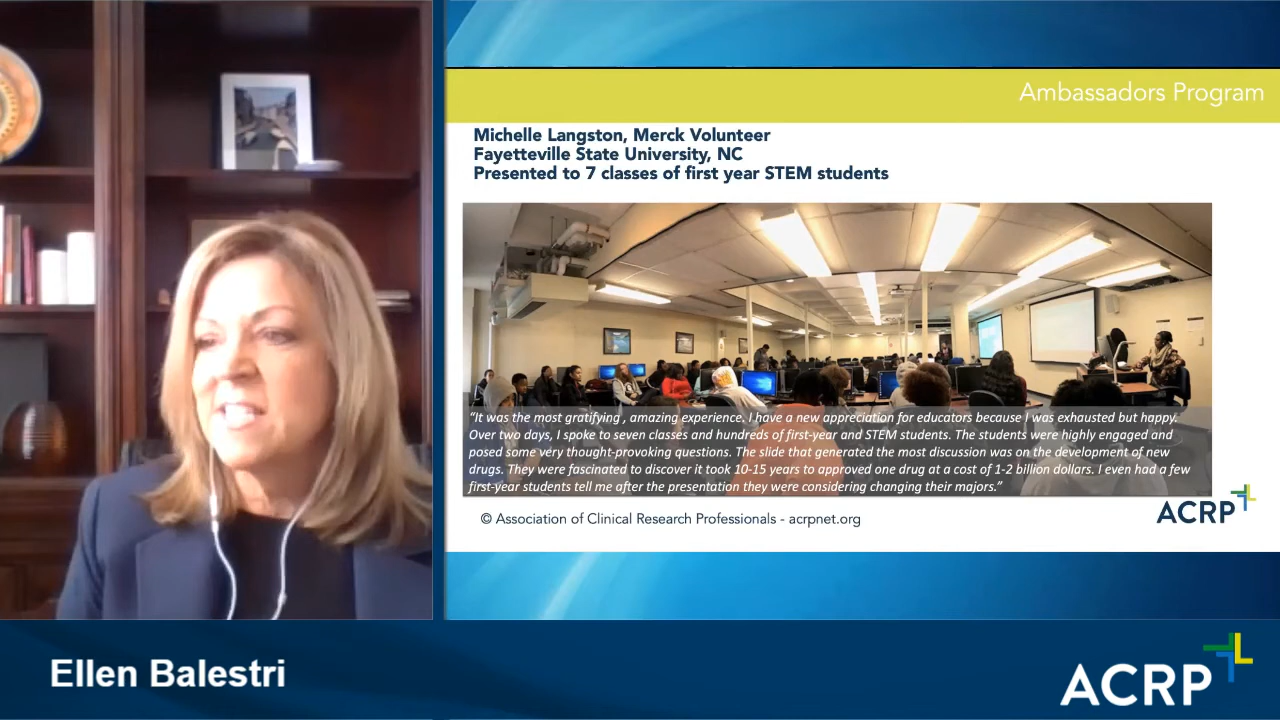 Ambassadors Program
Michelle Langston, Merck Volunteer
Fayetteville State University, NC
Presented to 7 classes of first year STEM students
“It was the most gratifying , amazing experience. I have a new appreciation for educators because I was exhausted but happy.
Over two days, I spoke to seven classes and hundreds of first-year and STEM students. The students were highly engaged and
posed some very thought-provoking questions. The slide that generated the most discussion was on the development of new
drugs. They were fascinated to discover it took 10-15 years to approved one drug at a cost of 1-2 billion dollars. I even had a few
first-year students tell me after the presentation they were considering changing their majors.”
© Association of Clinical Research Professionals - acrpnet.org
ACRP
Ellen Balestri
ACRP